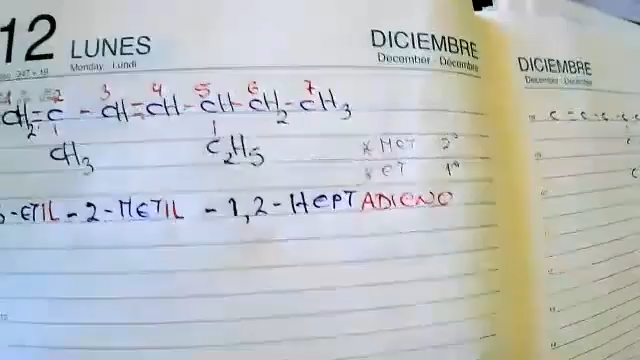 12 LUNES
Monday · Lundi
DICIEMBRE
December · Décembre
DICIEMBRE
December · Décembre
1 2 3 4 5 6 7
CH2=C-CH=CH-CH-CH2-CH3
CH3 C2H5
* MET 2°
* ET 1°
-ETIL-2-METIL-1,2-HEPTADIENO
C=C-C-C-C